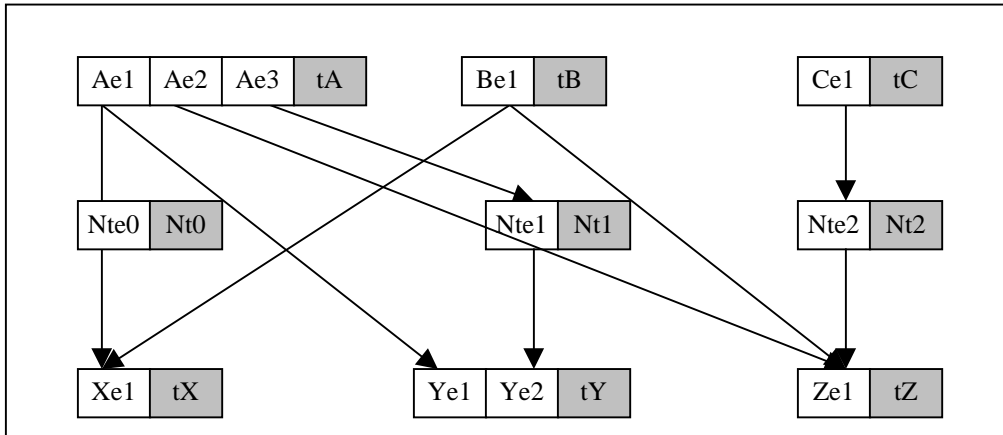 Ae1 Ae2 Ae3 tA Be1 tB Ce1 tC
Nte0 Nt0 Nte1 Nt1 Nte2 Nt2
Xe1 tX Ye1 Ye2 tY Ze1 tZ